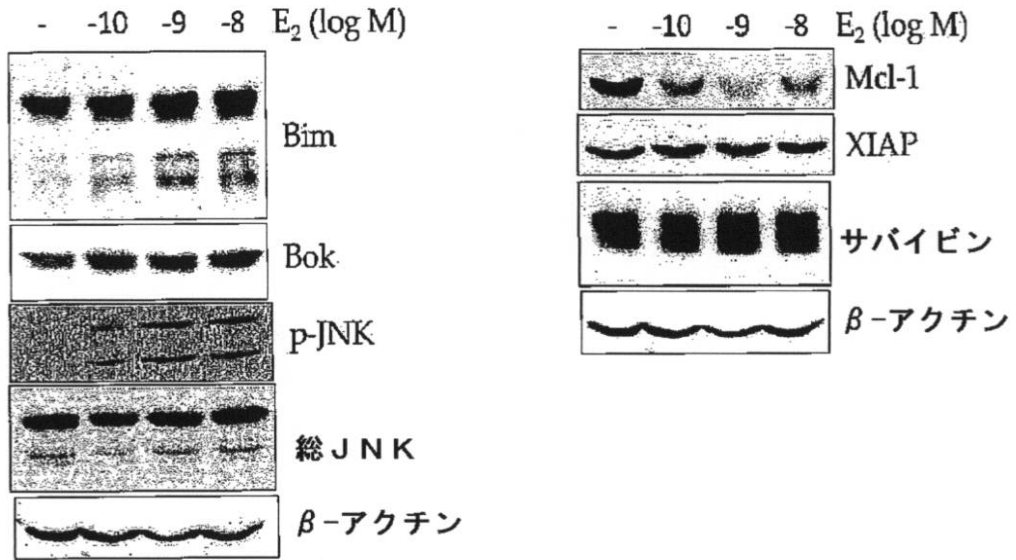 - -10 -9 -8 E₂ (log M)
Bim
Bok
p-JNK
総JNK
β-アクチン
- -10 -9 -8 E₂ (log M)
Mcl-1
XIAP
サバイビン
β-アクチン